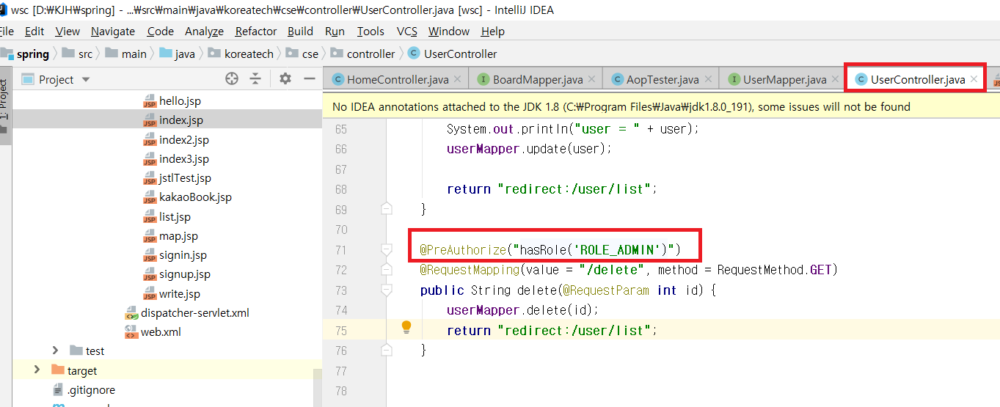 wsc [D:₩KJH₩spring] - ...₩src₩main₩java₩koreatech₩cse₩controller₩UserController.java [wsc] - IntelliJ IDEA
File Edit View Navigate Code Analyze Refactor Build Run Tools VCS Window Help
spring src main java koreatech cse controller UserController
1: Project
Project
HomeController.java BoardMapper.java AopTester.java UserMapper.java UserController.java
No IDEA annotations attached to the JDK 1.8 (C:₩Program Files₩Java₩jdk1.8.0_191), some issues will not be found
hello.jsp
index.jsp
index2.jsp
index3.jsp
jstlTest.jsp
kakaoBook.jsp
list.jsp
map.jsp
signin.jsp
signup.jsp
write.jsp
dispatcher-servlet.xml
web.xml
test
target
.gitignore
65 System.out.println("user = " + user);
66 userMapper.update(user);
67
68 return "redirect:/user/list";
69 }
70
71 @PreAuthorize("hasRole('ROLE_ADMIN')")
72 @RequestMapping(value = "/delete", method = RequestMethod.GET)
73 public String delete(@RequestParam int id) {
74 userMapper.delete(id);
75 return "redirect:/user/list";
76 }
77
78